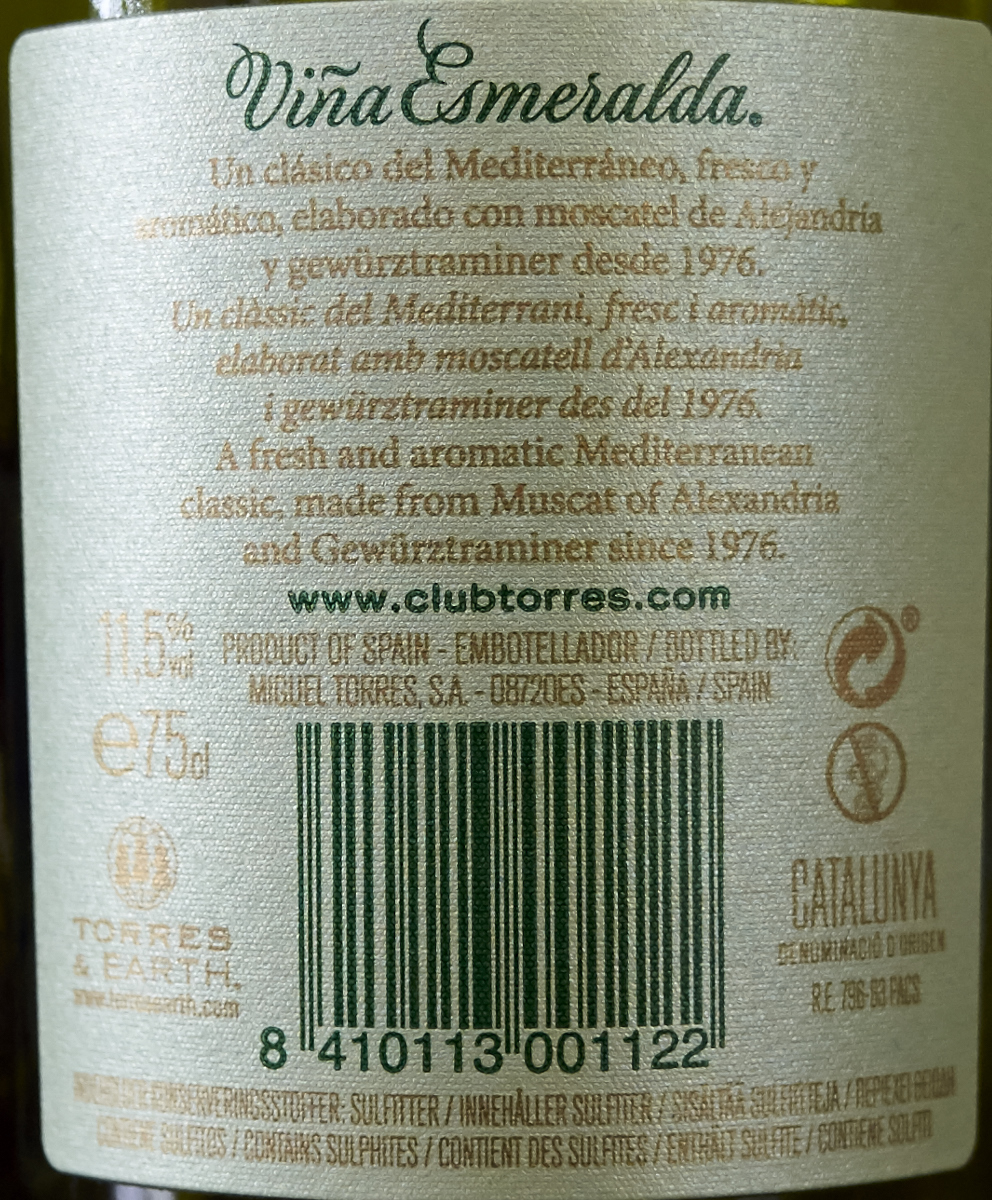 Viña Esmeralda.
Un clásico del Mediterráneo, fresco y
aromático, elaborado con moscatel de Alejandría
y gewürztraminer desde 1976.
Un clàssic del Mediterrani, fresc i aromàtic,
elaborat amb moscatell d'Alexandria
i gewürztraminer des del 1976.
A fresh and aromatic Mediterranean
classic, made from Muscat of Alexandria
and Gewürztraminer since 1976.
www.clubtorres.com
11,5% vol
PRODUCT OF SPAIN - EMBOTELLADOR / BOTTLED BY:
MIGUEL TORRES, S.A. - 08720ES - ESPAÑA / SPAIN
®
e75cl
TORRES
& EARTH.
CATALUNYA
DENOMINACIÓ D'ORIGEN
R.E. 796-B3 PACS
8 410113 001122
KONSERVERINGSSTOFFER: SULFITTER / INNEHÅLLER SULFITER / SISÄLTÄÄ SULFIITTEJA /
CONTIENE SULFITOS / CONTAINS SULPHITES / CONTIENT DES SULFITES / ENTHÄLT SULFITE / CONTIENE SOLFITI